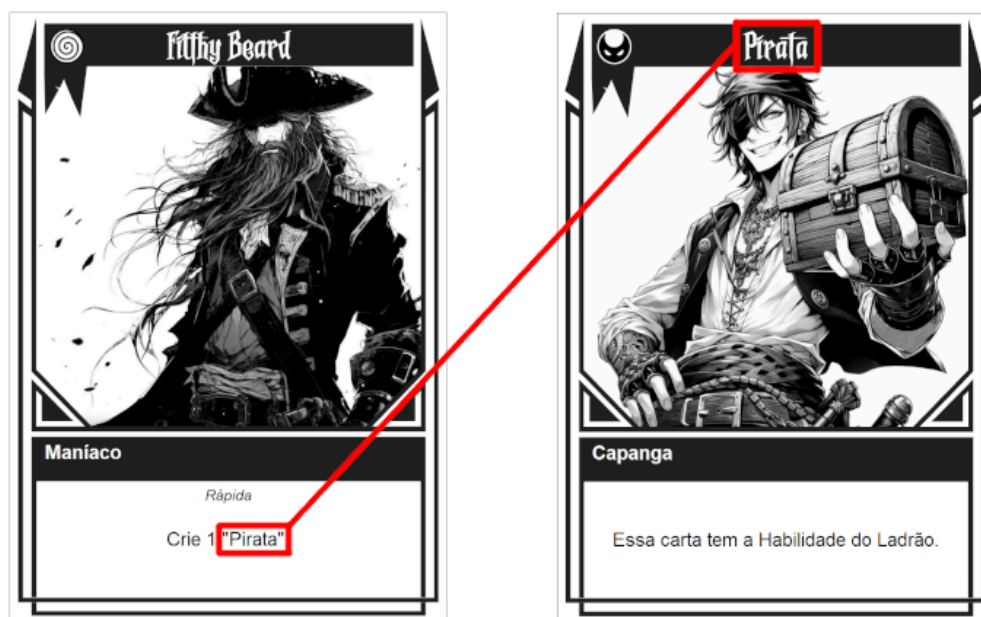 Filthy Beard
Maníaco
Rápida
Crie 1 "Pirata"
Pirata
Capanga
Essa carta tem a Habilidade do Ladrão.